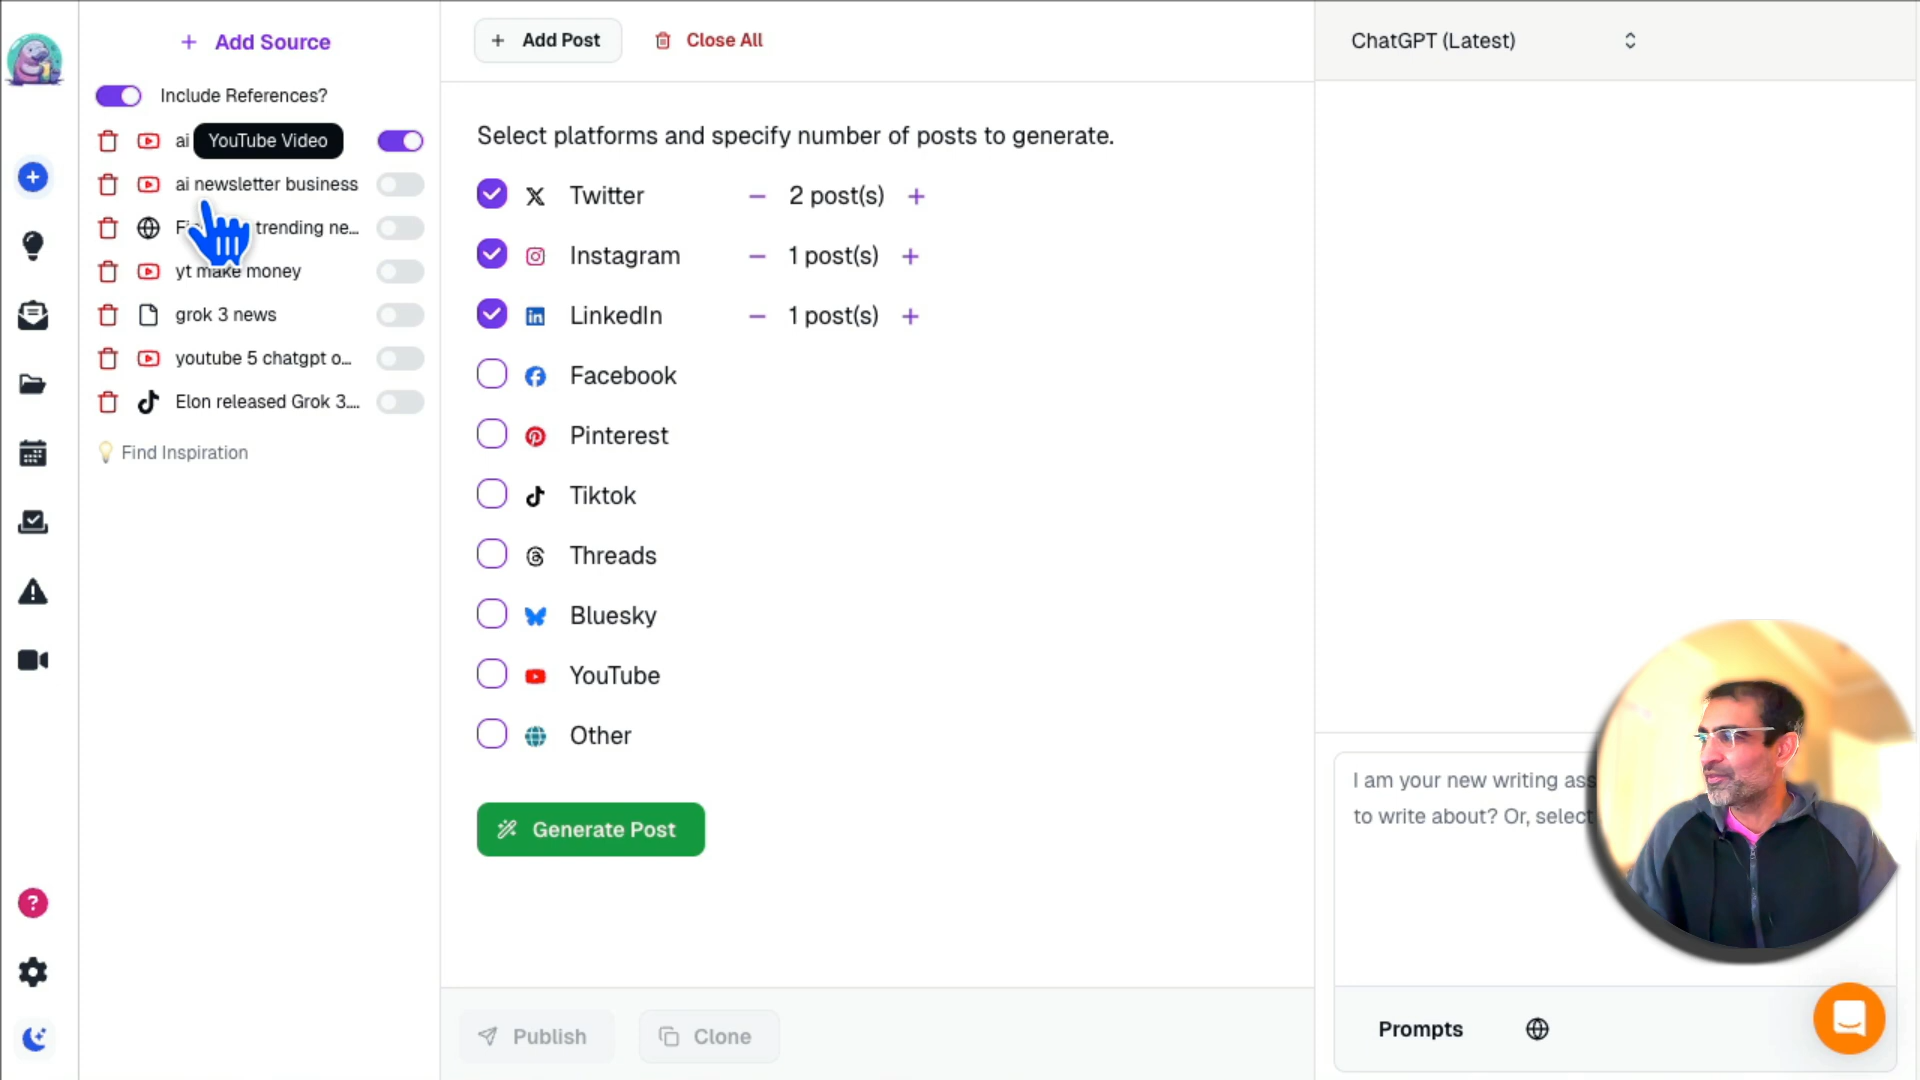 Add Source
Include References?
ai
YouTube Video
ai newsletter business
trending ne...
yt make money
grok 3 news
youtube 5 chatgpt o...
Elon released Grok 3....
Find Inspiration
Add Post
Close All
Select platforms and specify number of posts to generate.
Twitter
2 post(s)
Instagram
1 post(s)
LinkedIn
1 post(s)
Facebook
Pinterest
Tiktok
Threads
Bluesky
YouTube
Other
Generate Post
Publish
Clone
ChatGPT (Latest)
I am your new writing
to write about? Or, select
Prompts